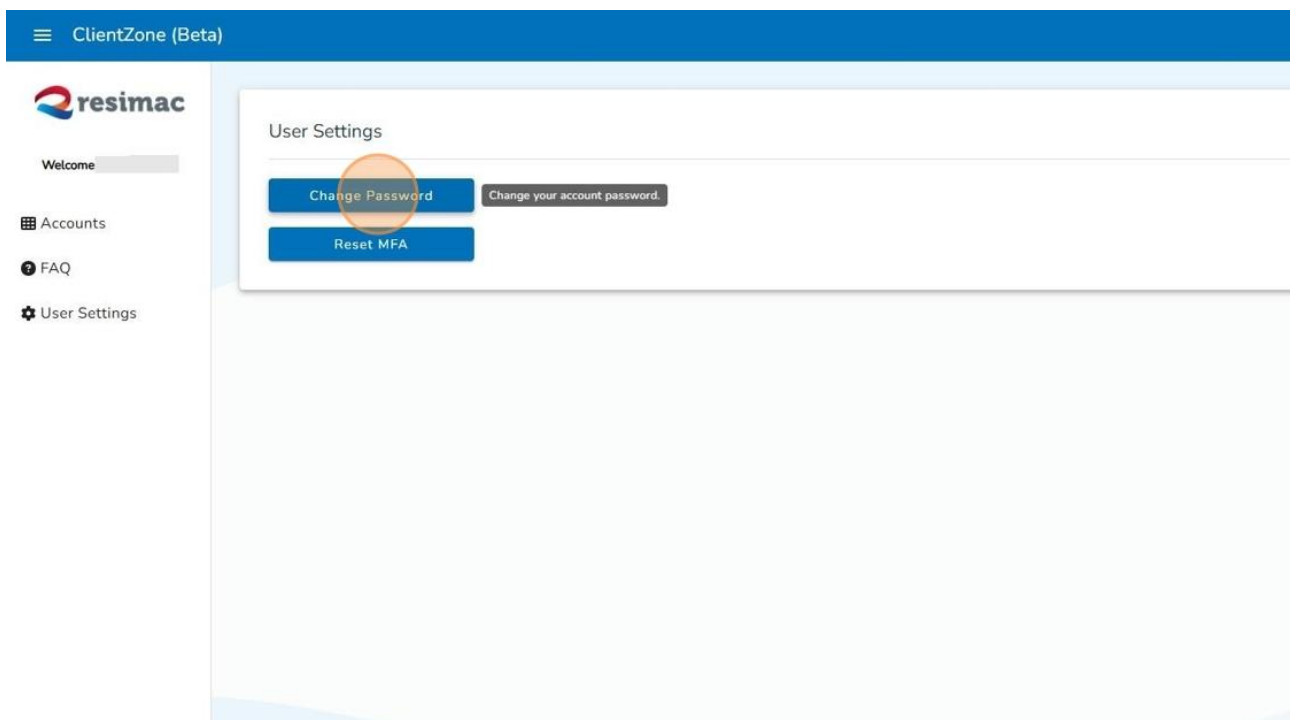 ClientZone (Beta)
resimac
Welcome
Accounts
FAQ
User Settings
User Settings
Change Password
Change your account password.
Reset MFA